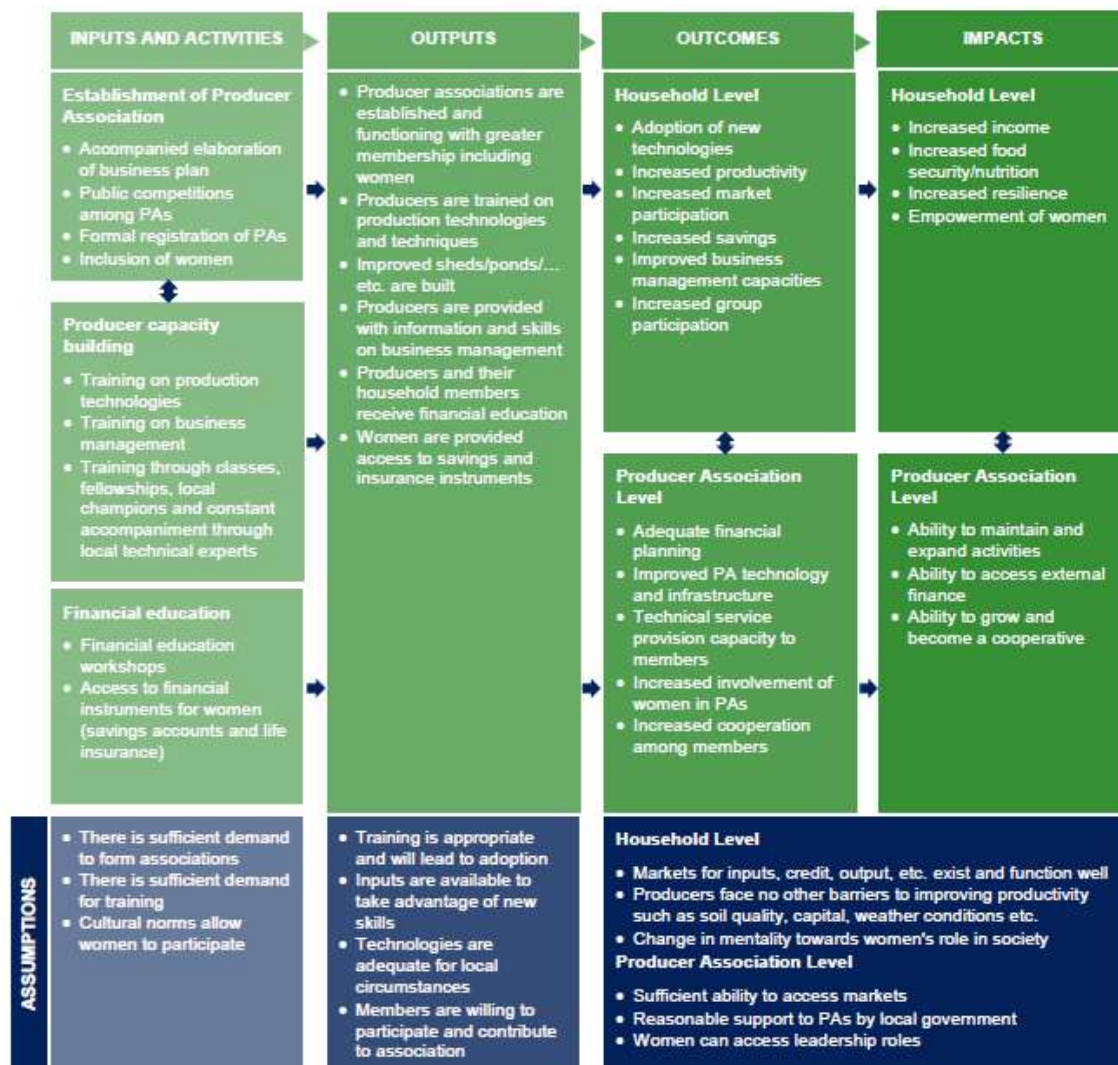 INPUTS AND ACTIVITIES
OUTPUTS
OUTCOMES
IMPACTS
Establishment of Producer
Association
• Accompanied elaboration
of business plan
• Public competitions
among PAs
• Formal registration of PAs
• Inclusion of women
Producer capacity
building
• Training on production
technologies
• Training on business
management
• Training through classes,
fellowships, local
champions and constant
accompaniment through
local technical experts
Financial education
• Financial education
workshops
• Access to financial
instruments for women
(savings accounts and life
insurance)
• Producer associations are
established and
functioning with greater
membership including
women
• Producers are trained on
production technologies
and techniques
• Improved sheds/ponds/...
etc. are built
• Producers are provided
with information and skills
on business management
• Producers and their
household members
receive financial education
• Women are provided
access to savings and
insurance instruments
Household Level
• Adoption of new
technologies
• Increased productivity
• Increased market
participation
• Increased savings
• Improved business
management capacities
• Increased group
participation
Producer Association
Level
• Adequate financial
planning
• Improved PA technology
and infrastructure
• Technical service
provision capacity to
members
• Increased involvement of
women in PAs
• Increased cooperation
among members
Household Level
• Increased income
• Increased food
security/nutrition
• Increased resilience
• Empowerment of women
Producer Association
Level
• Ability to maintain and
expand activities
• Ability to access external
finance
• Ability to grow and
become a cooperative
ASSUMPTIONS
• There is sufficient demand
to form associations
• There is sufficient demand
for training
• Cultural norms allow
women to participate
• Training is appropriate
and will lead to adoption
• Inputs are available to
take advantage of new
skills
• Technologies are
adequate for local
circumstances
• Members are willing to
participate and contribute
to association
Household Level
• Markets for inputs, credit, output, etc. exist and function well
• Producers face no other barriers to improving productivity
such as soil quality, capital, weather conditions etc.
• Change in mentality towards women's role in society
Producer Association Level
• Sufficient ability to access markets
• Reasonable support to PAs by local government
• Women can access leadership roles